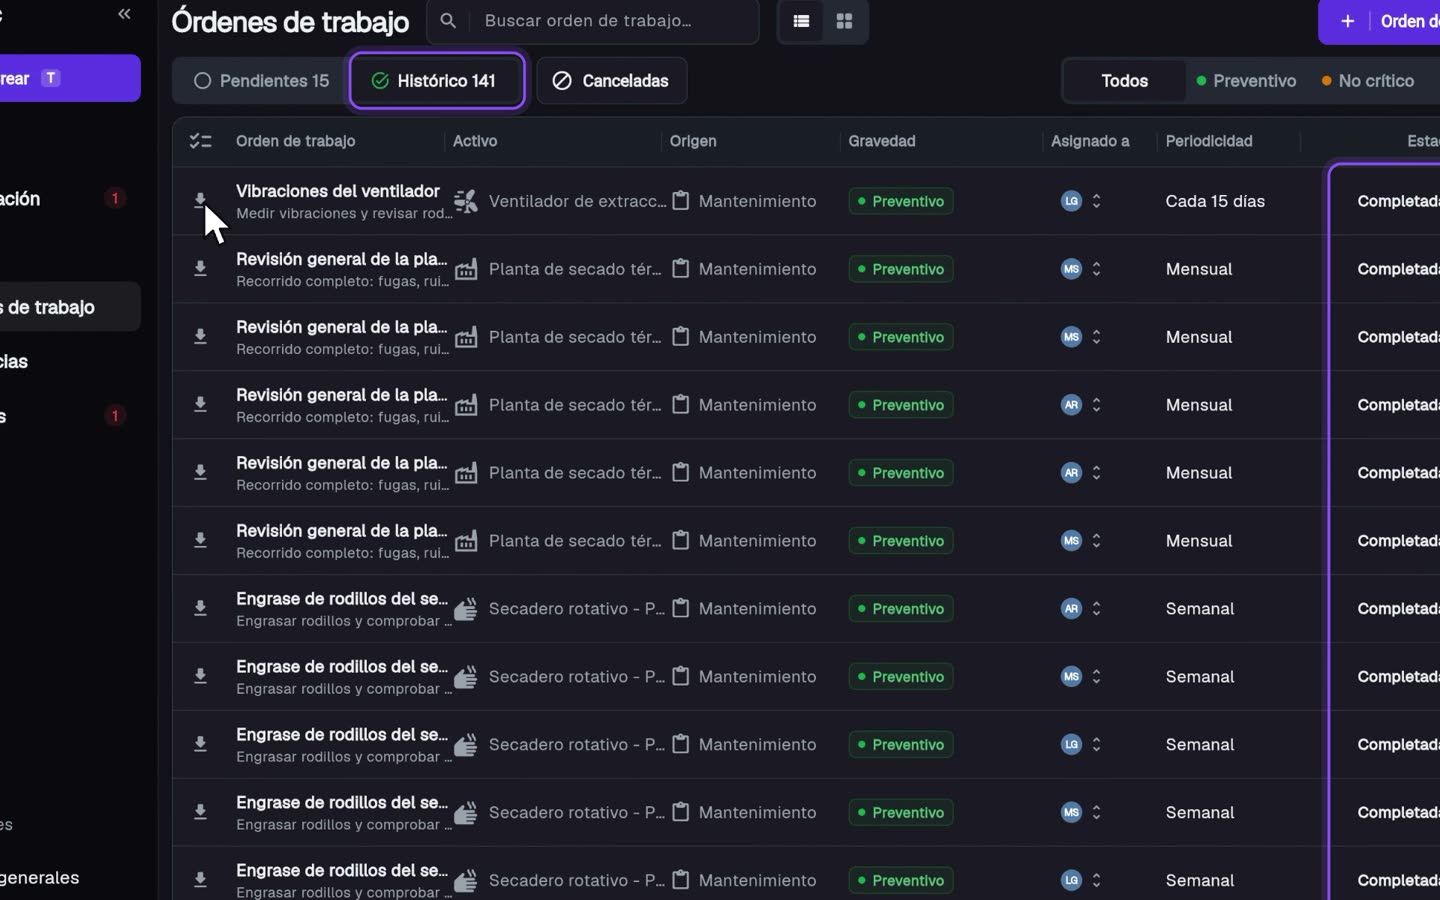 Órdenes de trabajo
Buscar orden de trabajo...
Orden de
rear T
Pendientes 15
Histórico 141
Canceladas
Todos
Preventivo
No crítico
Orden de trabajo Activo Origen Gravedad Asignado a Periodicidad Estad
ación 1
s de trabajo
cias
s 1
es
generales
Vibraciones del ventilador
Medir vibraciones y revisar rod...
Ventilador de extracc... Mantenimiento Preventivo LG Cada 15 días Completada
Revisión general de la pla...
Recorrido completo: fugas, rui...
Planta de secado tér... Mantenimiento Preventivo MS Mensual Completada
Revisión general de la pla...
Recorrido completo: fugas, rui...
Planta de secado tér... Mantenimiento Preventivo MS Mensual Completada
Revisión general de la pla...
Recorrido completo: fugas, rui...
Planta de secado tér... Mantenimiento Preventivo AR Mensual Completada
Revisión general de la pla...
Recorrido completo: fugas, rui...
Planta de secado tér... Mantenimiento Preventivo AR Mensual Completada
Revisión general de la pla...
Recorrido completo: fugas, rui...
Planta de secado tér... Mantenimiento Preventivo MS Mensual Completada
Engrase de rodillos del se...
Engrasar rodillos y comprobar ...
Secadero rotativo - P... Mantenimiento Preventivo AR Semanal Completada
Engrase de rodillos del se...
Engrasar rodillos y comprobar ...
Secadero rotativo - P... Mantenimiento Preventivo MS Semanal Completada
Engrase de rodillos del se...
Engrasar rodillos y comprobar ...
Secadero rotativo - P... Mantenimiento Preventivo LG Semanal Completada
Engrase de rodillos del se...
Engrasar rodillos y comprobar ...
Secadero rotativo - P... Mantenimiento Preventivo MS Semanal Completada
Engrase de rodillos del se...
Engrasar rodillos y comprobar ...
Secadero rotativo - P... Mantenimiento Preventivo LG Semanal Completada